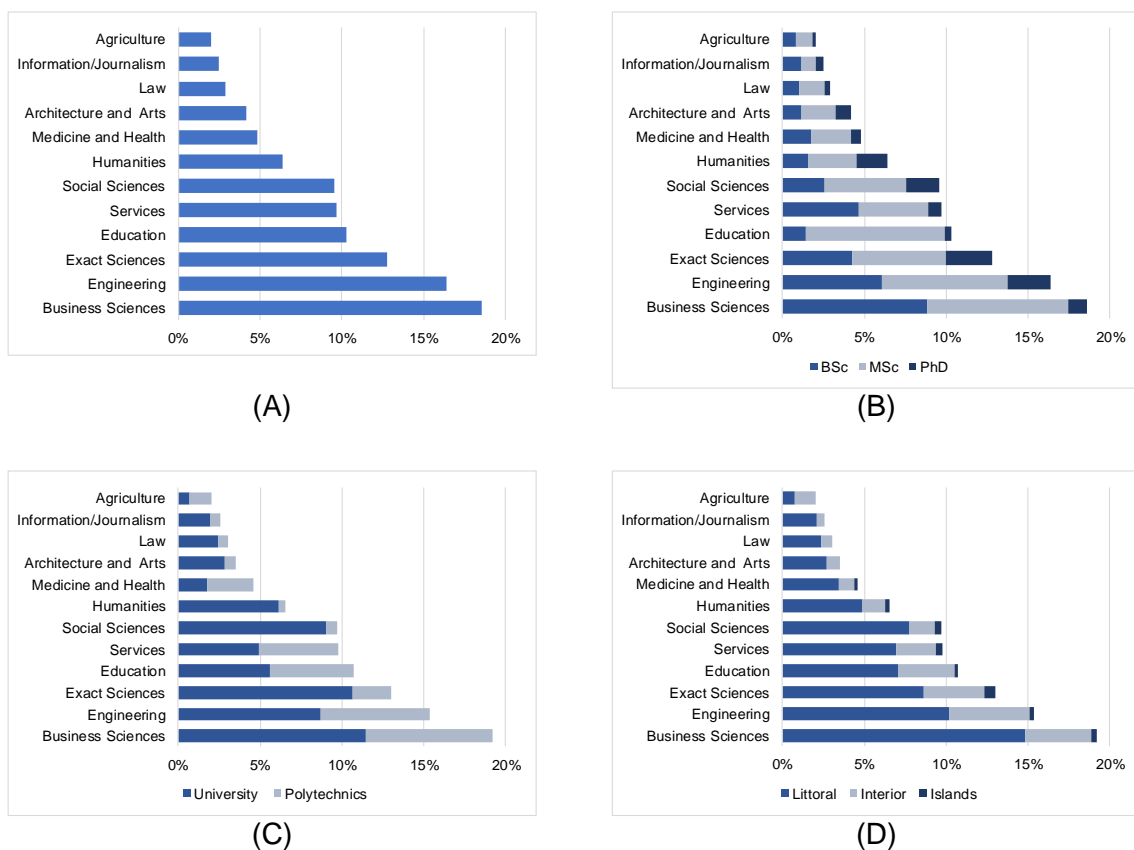 Agriculture
Information/Journalism
Law
Architecture and Arts
Medicine and Health
Humanities
Social Sciences
Services
Education
Exact Sciences
Engineering
Business Sciences
0% 5% 10% 15% 20%
(A)
Agriculture
Information/Journalism
Law
Architecture and Arts
Medicine and Health
Humanities
Social Sciences
Services
Education
Exact Sciences
Engineering
Business Sciences
0% 5% 10% 15% 20%
BSc MSc PhD
(B)
Agriculture
Information/Journalism
Law
Architecture and Arts
Medicine and Health
Humanities
Social Sciences
Services
Education
Exact Sciences
Engineering
Business Sciences
0% 5% 10% 15% 20%
University Polytechnics
(C)
Agriculture
Information/Journalism
Law
Architecture and Arts
Medicine and Health
Humanities
Social Sciences
Services
Education
Exact Sciences
Engineering
Business Sciences
0% 5% 10% 15% 20%
Littoral Interior Islands
(D)